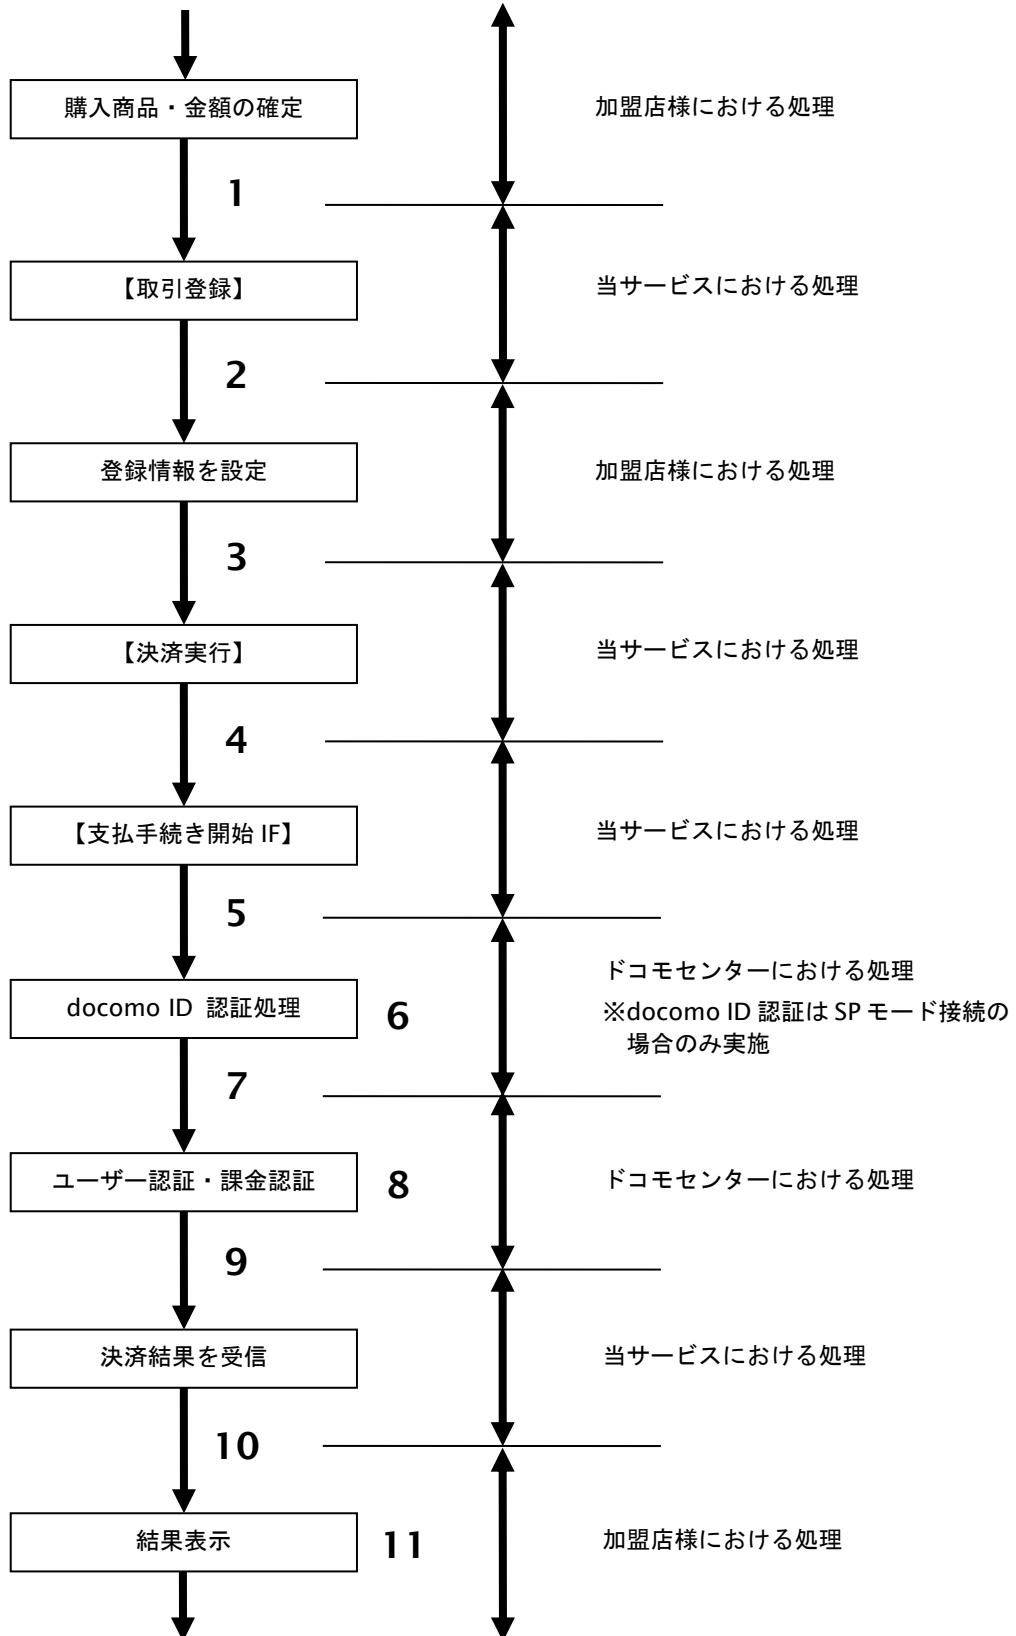 購入商品・金額の確定
加盟店様における処理
1
【取引登録】
当サービスにおける処理
2
登録情報を設定
加盟店様における処理
3
【決済実行】
当サービスにおける処理
4
【支払手続き開始 IF】
当サービスにおける処理
5
ドコモセンターにおける処理
docomo ID 認証処理
6
※docomo ID 認証は SP モード接続の
場合のみ実施
7
ユーザー認証・課金認証
8
ドコモセンターにおける処理
9
決済結果を受信
当サービスにおける処理
10
結果表示
11
加盟店様における処理